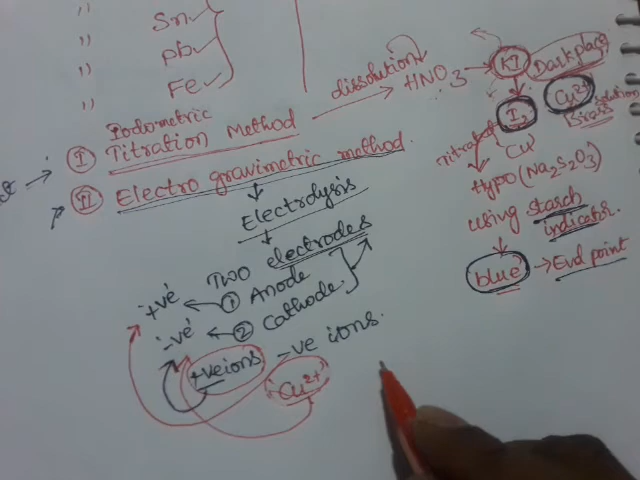 " Sn
" Pb
" Fe
dissolution
HNO3
KI
Dark place
I2
Cu2+
solution
Cu
titrated
Hypo (Na2S2O3)
using starch
indicator.
blue → End point
I Iodometric
Titration Method
II Electro gravimetric method
Electrolysis
Two electrodes
+ve ← ① Anode
-ve ← ② Cathode
+ve ions -ve ions.
Cu2+